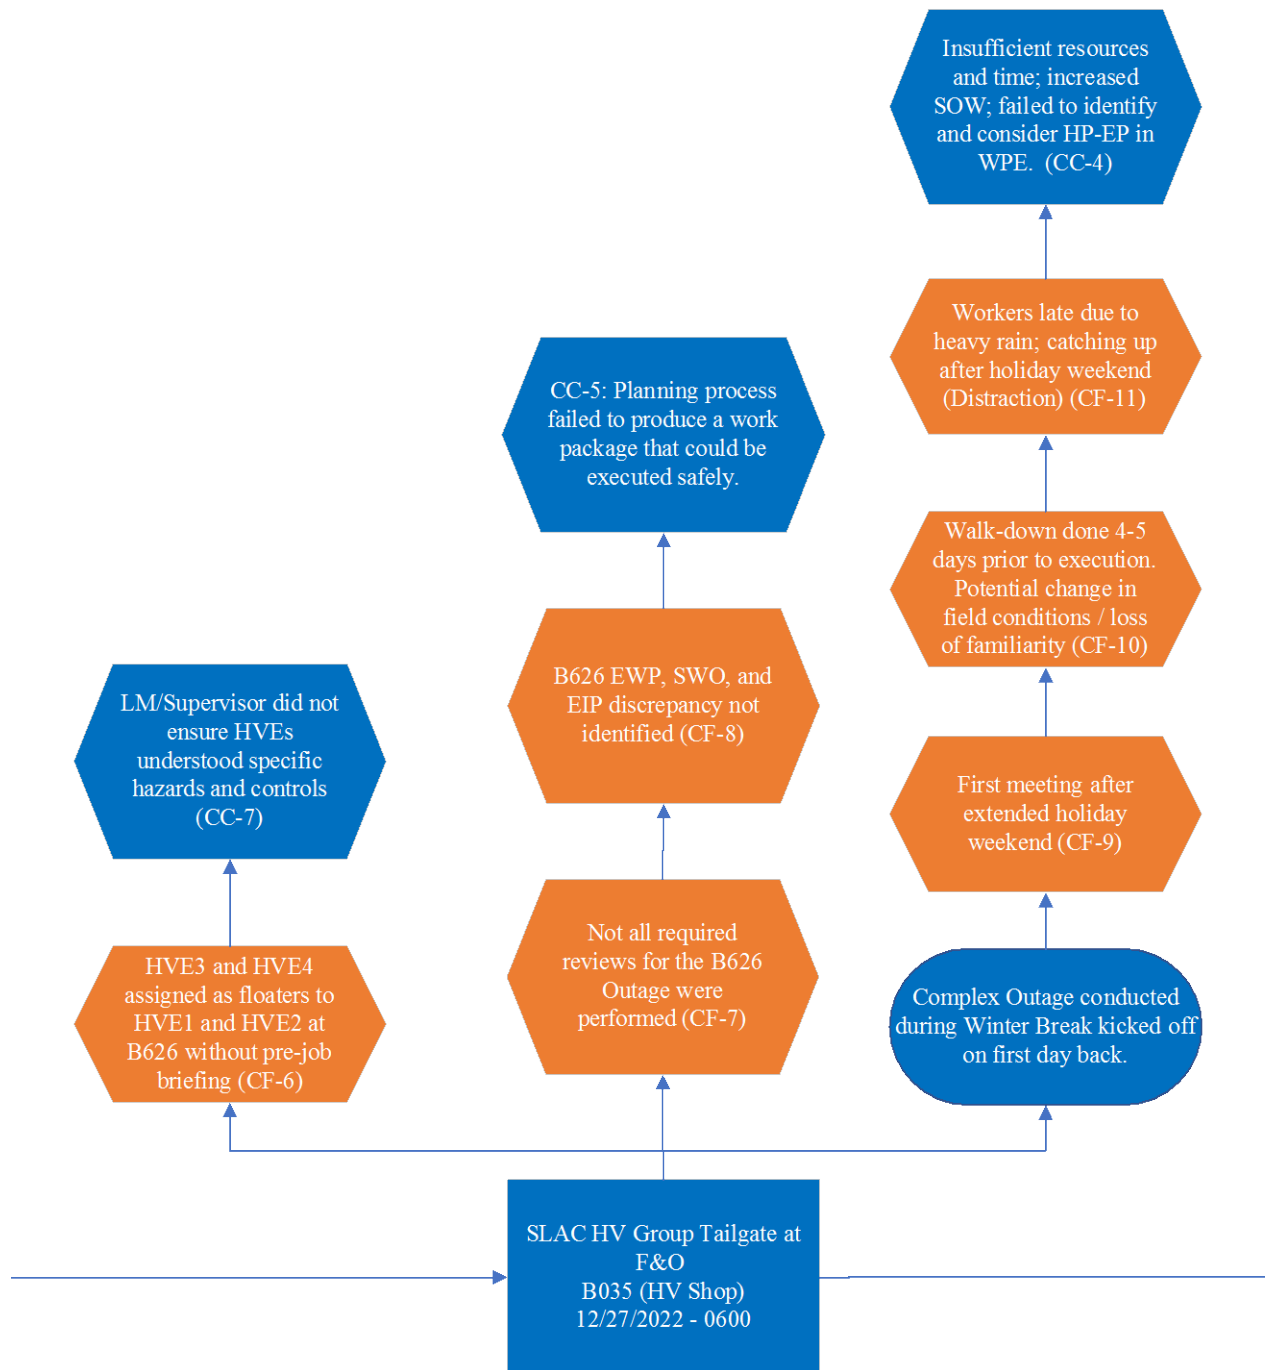 Insufficient resources
and time; increased
SOW; failed to identify
and consider HP-EP in
WPE.  (CC-4)
Workers late due to
heavy rain; catching up
after holiday weekend
(Distraction) (CF-11)
CC-5: Planning process
failed to produce a work
package that could be
executed safely.
Walk-down done 4-5
days prior to execution.
Potential change in
field conditions / loss
of familiarity (CF-10)
B626 EWP, SWO, and
EIP discrepancy not
identified (CF-8)
LM/Supervisor did not
ensure HVEs
understood specific
hazards and controls
(CC-7)
First meeting after
extended holiday
weekend (CF-9)
Not all required
reviews for the B626
Outage were
performed (CF-7)
HVE3 and HVE4
assigned as floaters to
HVE1 and HVE2 at
B626 without pre-job
briefing (CF-6)
Complex Outage conducted
during Winter Break kicked off
on first day back.
SLAC HV Group Tailgate at
F&O
B035 (HV Shop)
12/27/2022 - 0600